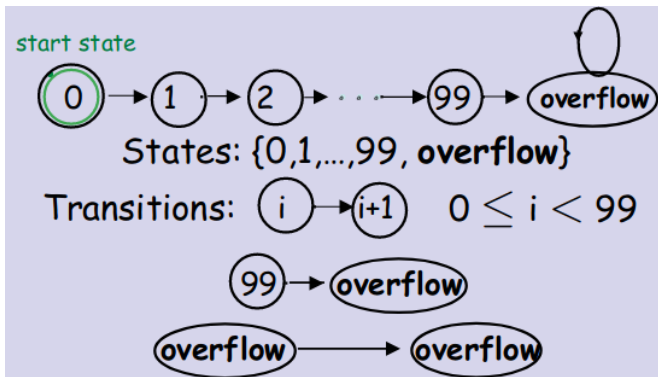 start state
0 1 2 ... 99 overflow
States: {0,1,...,99, overflow}
Transitions: i i+1 0 ≤ i < 99
99 overflow
overflow overflow